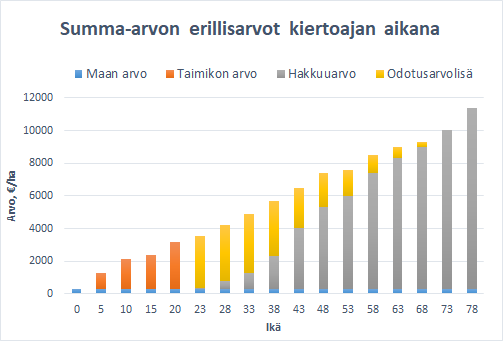 Summa-arvon erillisarvot kiertoajan aikana
Maan arvo Taimikon arvo Hakkuuarvo Odotusarvolisä
12000
10000
8000
6000
4000
2000
0
Arvo, €/ha
0 5 10 15 20 23 28 33 38 43 48 53 58 63 68 73 78
Ikä